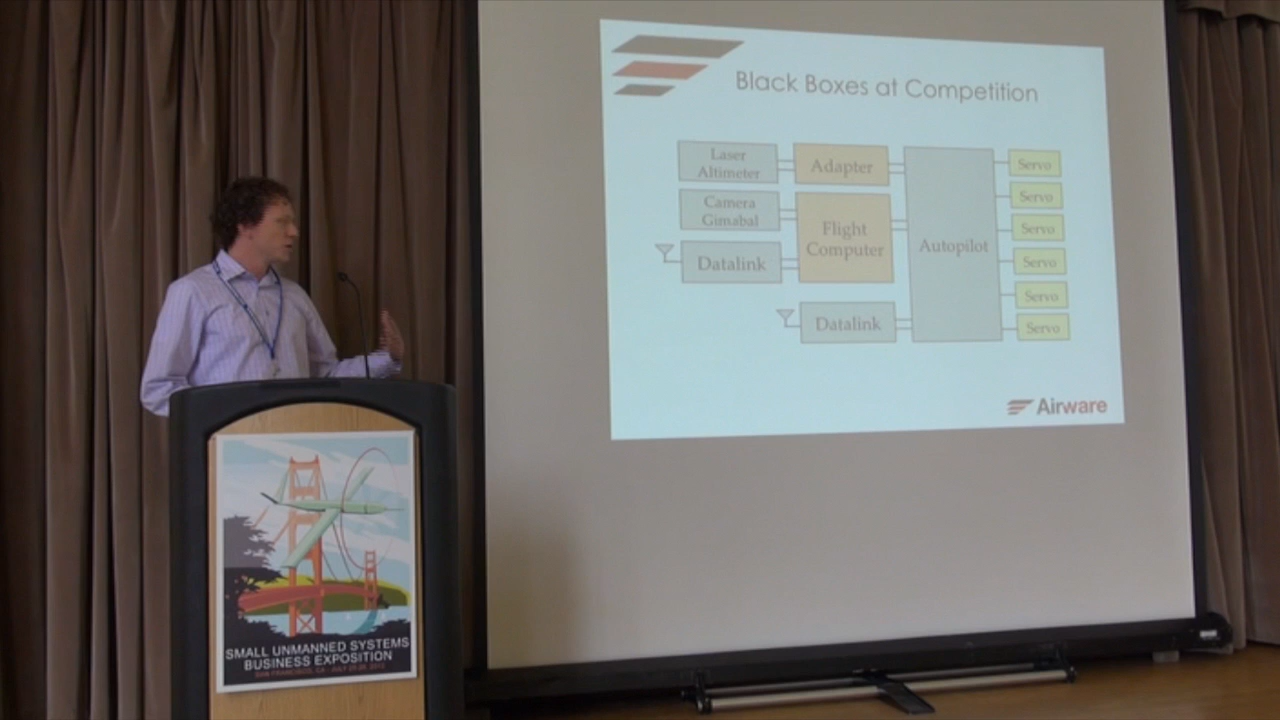 Black Boxes at Competition
Laser
Altimeter
Adapter
Servo
Camera
Gimabal
Servo
Flight
Computer
Servo
Autopilot
Datalink
Servo
Servo
Datalink
Servo
Airware
SMALL UNMANNED SYSTEMS
BUSINESS EXPOSITION